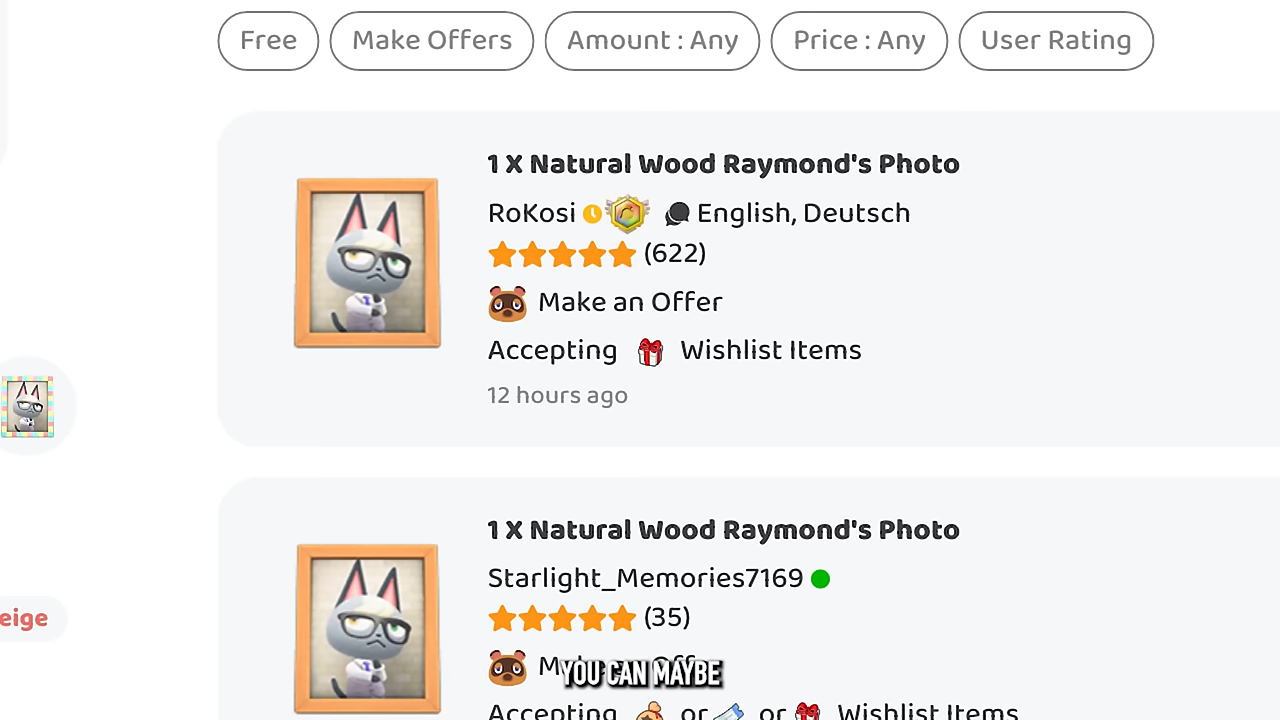 Free
Make Offers
Amount : Any
Price : Any
User Rating
1 X Natural Wood Raymond's Photo
RoKosi English, Deutsch
(622)
Make an Offer
Accepting Wishlist Items
12 hours ago
eige
1 X Natural Wood Raymond's Photo
Starlight_Memories7169
(35)
YOU CAN MAYBE
Accepting or or Wishlist Items